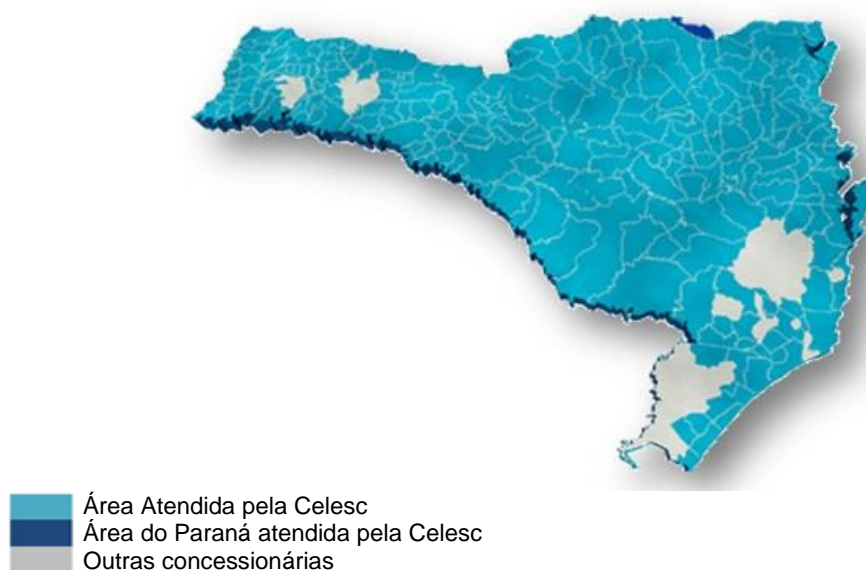 Área Atendida pela Celesc
Área do Paraná atendida pela Celesc
Outras concessionárias